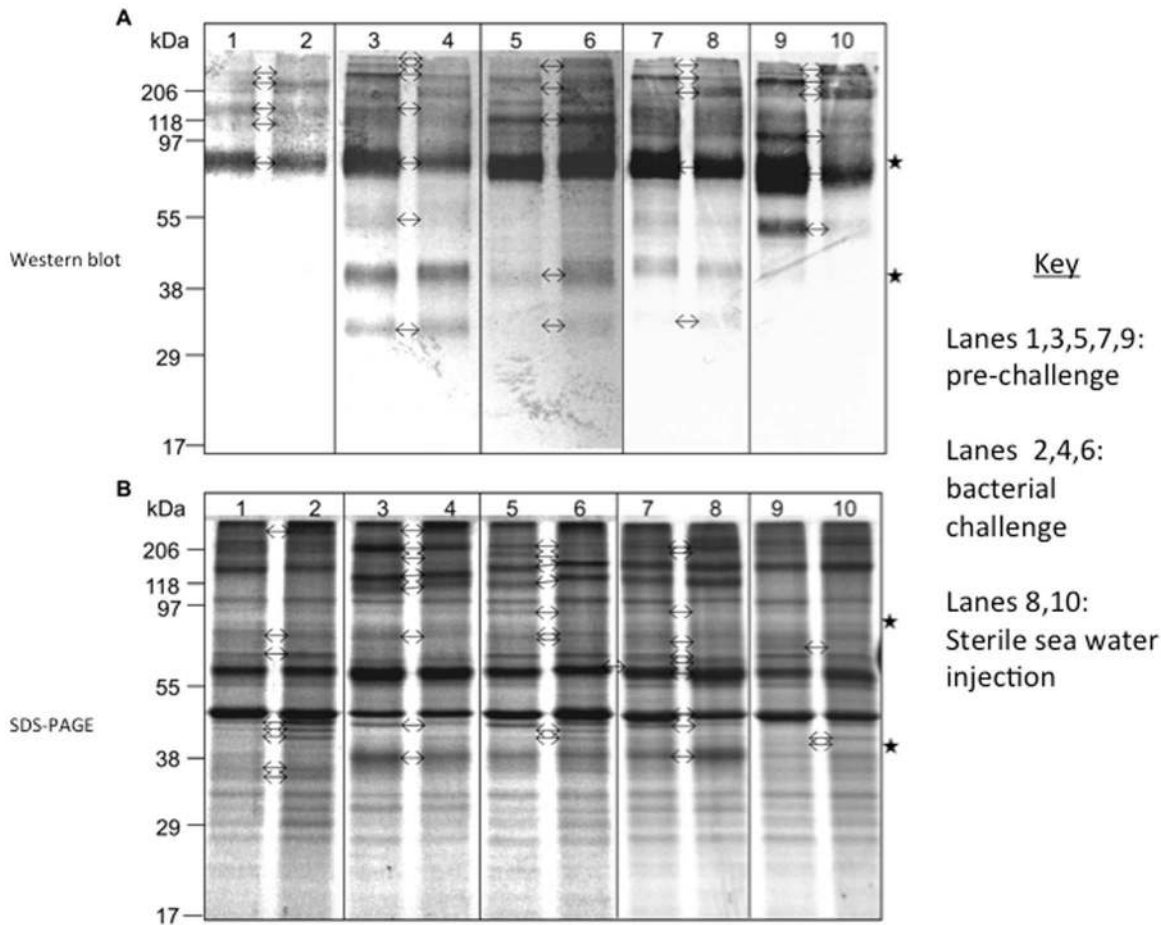 A
kDa
1 2 3 4 5 6 7 8 9 10
206
118
97
55
38
29
17
Western blot
B
kDa
1 2 3 4 5 6 7 8 9 10
206
118
97
55
38
29
17
SDS-PAGE
Key
Lanes 1,3,5,7,9:
pre-challenge
Lanes 2,4,6:
bacterial
challenge
Lanes 8,10:
Sterile sea water
injection